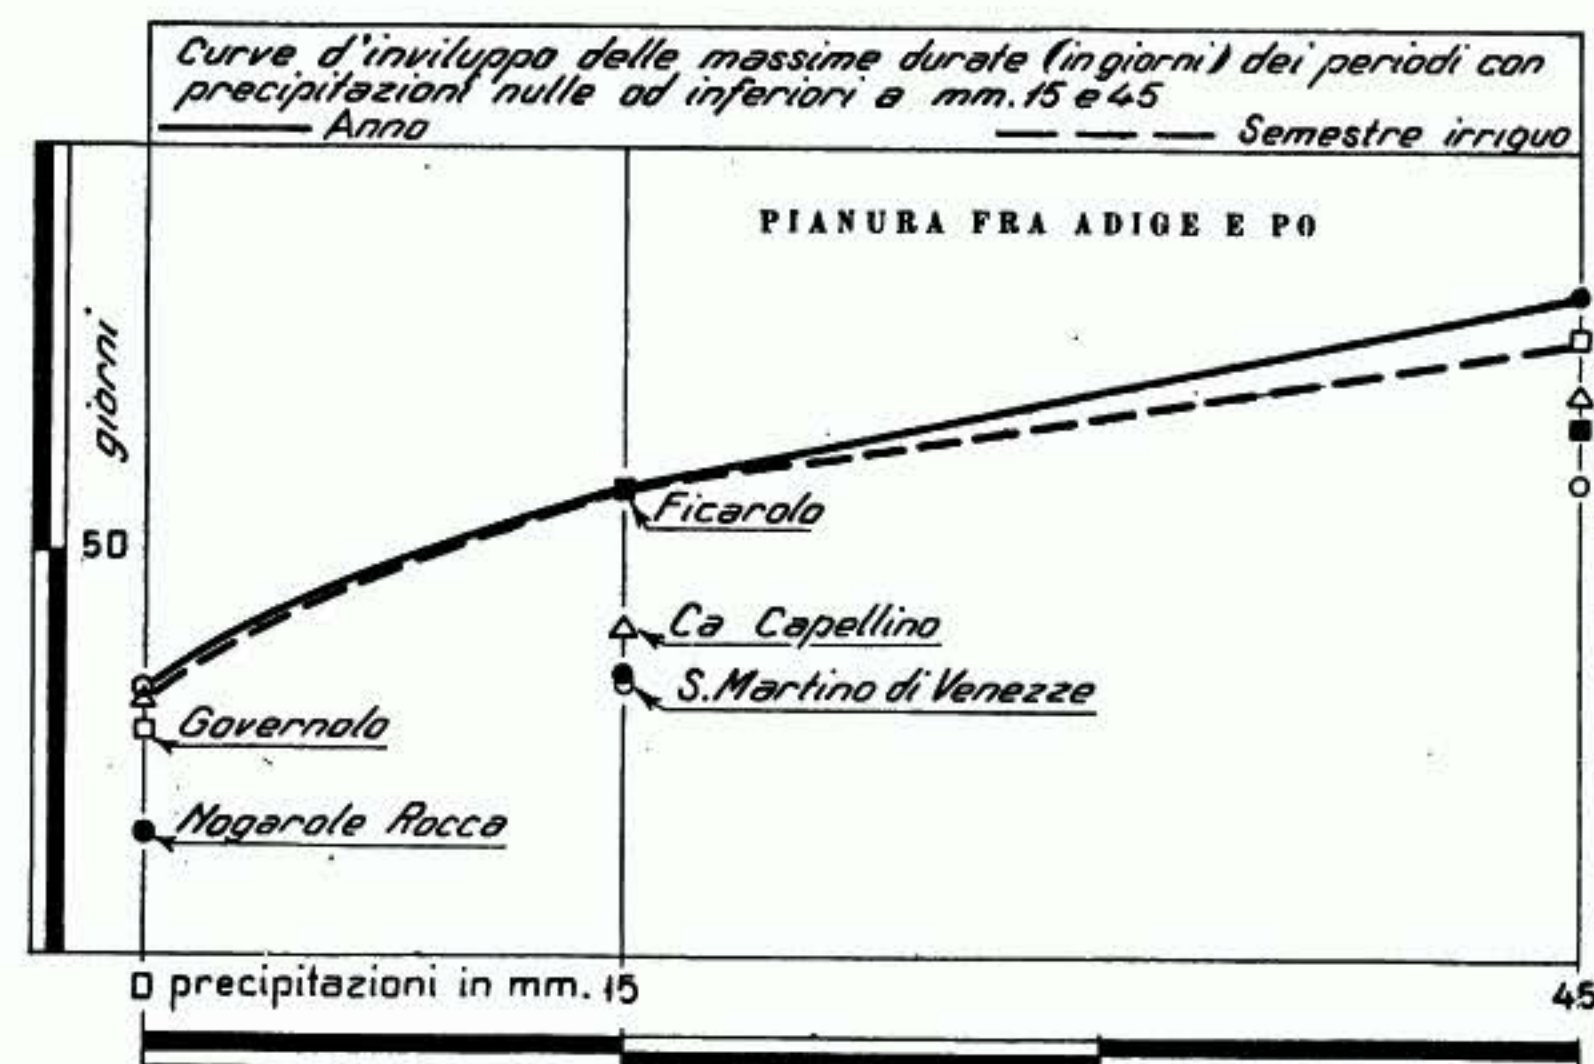 Curve d'inviluppo delle massime durate (in giorni) dei periodi con
precipitazioni nulle od inferiori a mm. 15 e 45
Anno
Semestre irriguo
PIANURA FRA ADIGE E PO
giorni
50
Ficarolo
Ca Capellino
S. Martino di Venezze
Governolo
Nogarole Rocca
0 precipitazioni in mm. 15
45